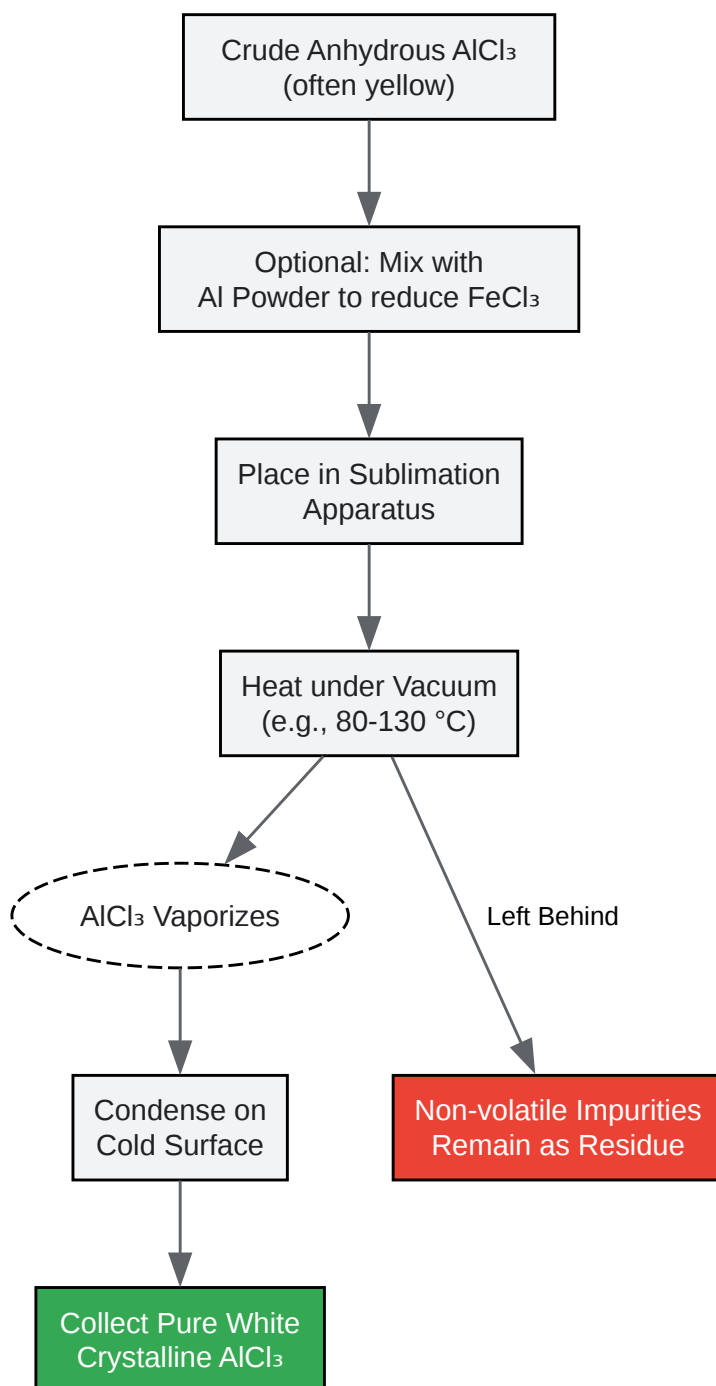 Crude Anhydrous AlCl₃
(often yellow)
Optional: Mix with
Al Powder to reduce FeCl₃
Place in Sublimation
Apparatus
Heat under Vacuum
(e.g., 80-130 °C)
AlCl₃ Vaporizes
Left Behind
Condense on
Cold Surface
Non-volatile Impurities
Remain as Residue
Collect Pure White
Crystalline AlCl₃